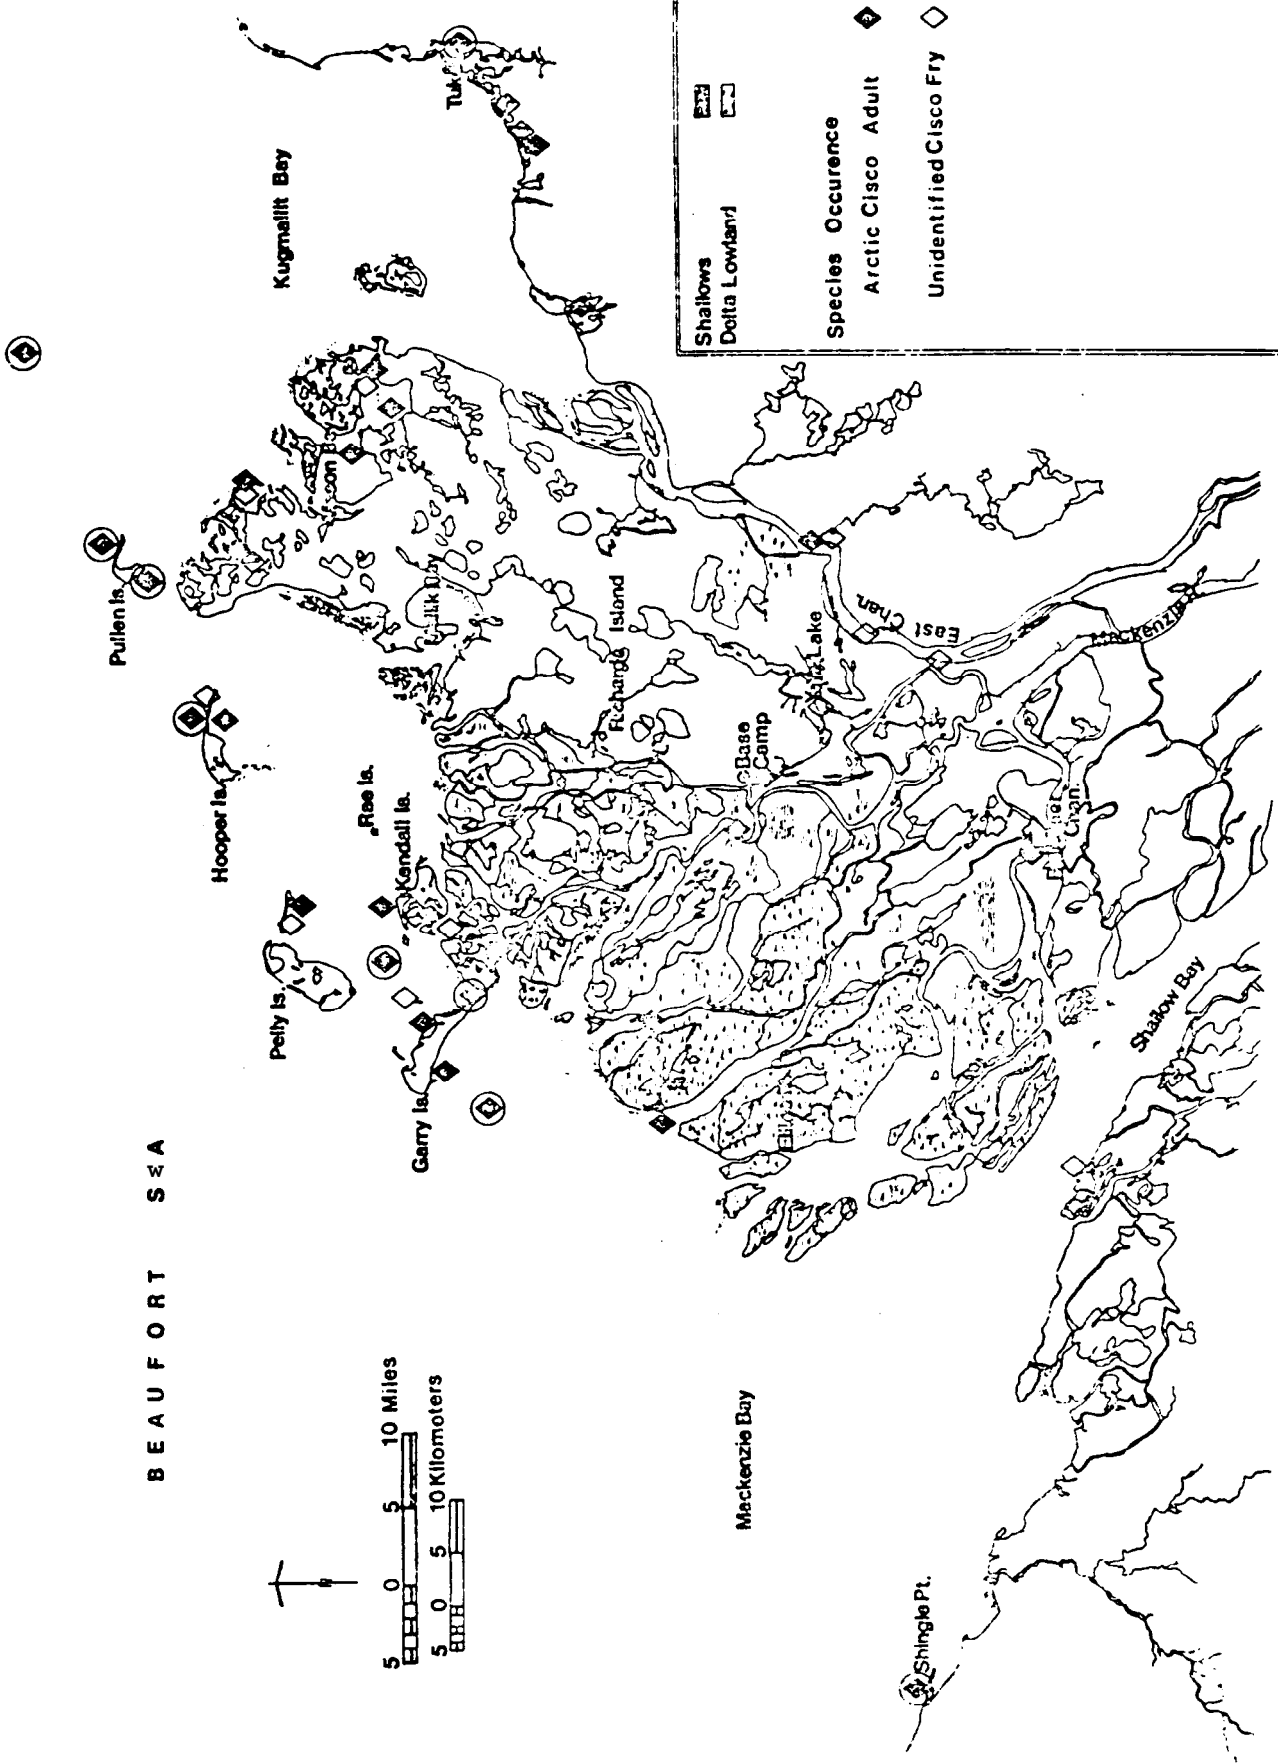 BEAUFORT SEA
Pullen Is.
Hooper Is.
Pelly Is.
Rae Is.
Kendall Is.
Garry Is.
Kugmallit Bay
Tuk
Richards Island
Base
Camp
Lake
East Chan.
Mackenzie
Chan.
Shallow Bay
Mackenzie Bay
Shingle Pt.
5 0 5 10 Miles
5 0 5 10 Kilometers
Shallows
Delta Lowland
Species Occurence
Arctic Cisco Adult
Unidentified Cisco Fry